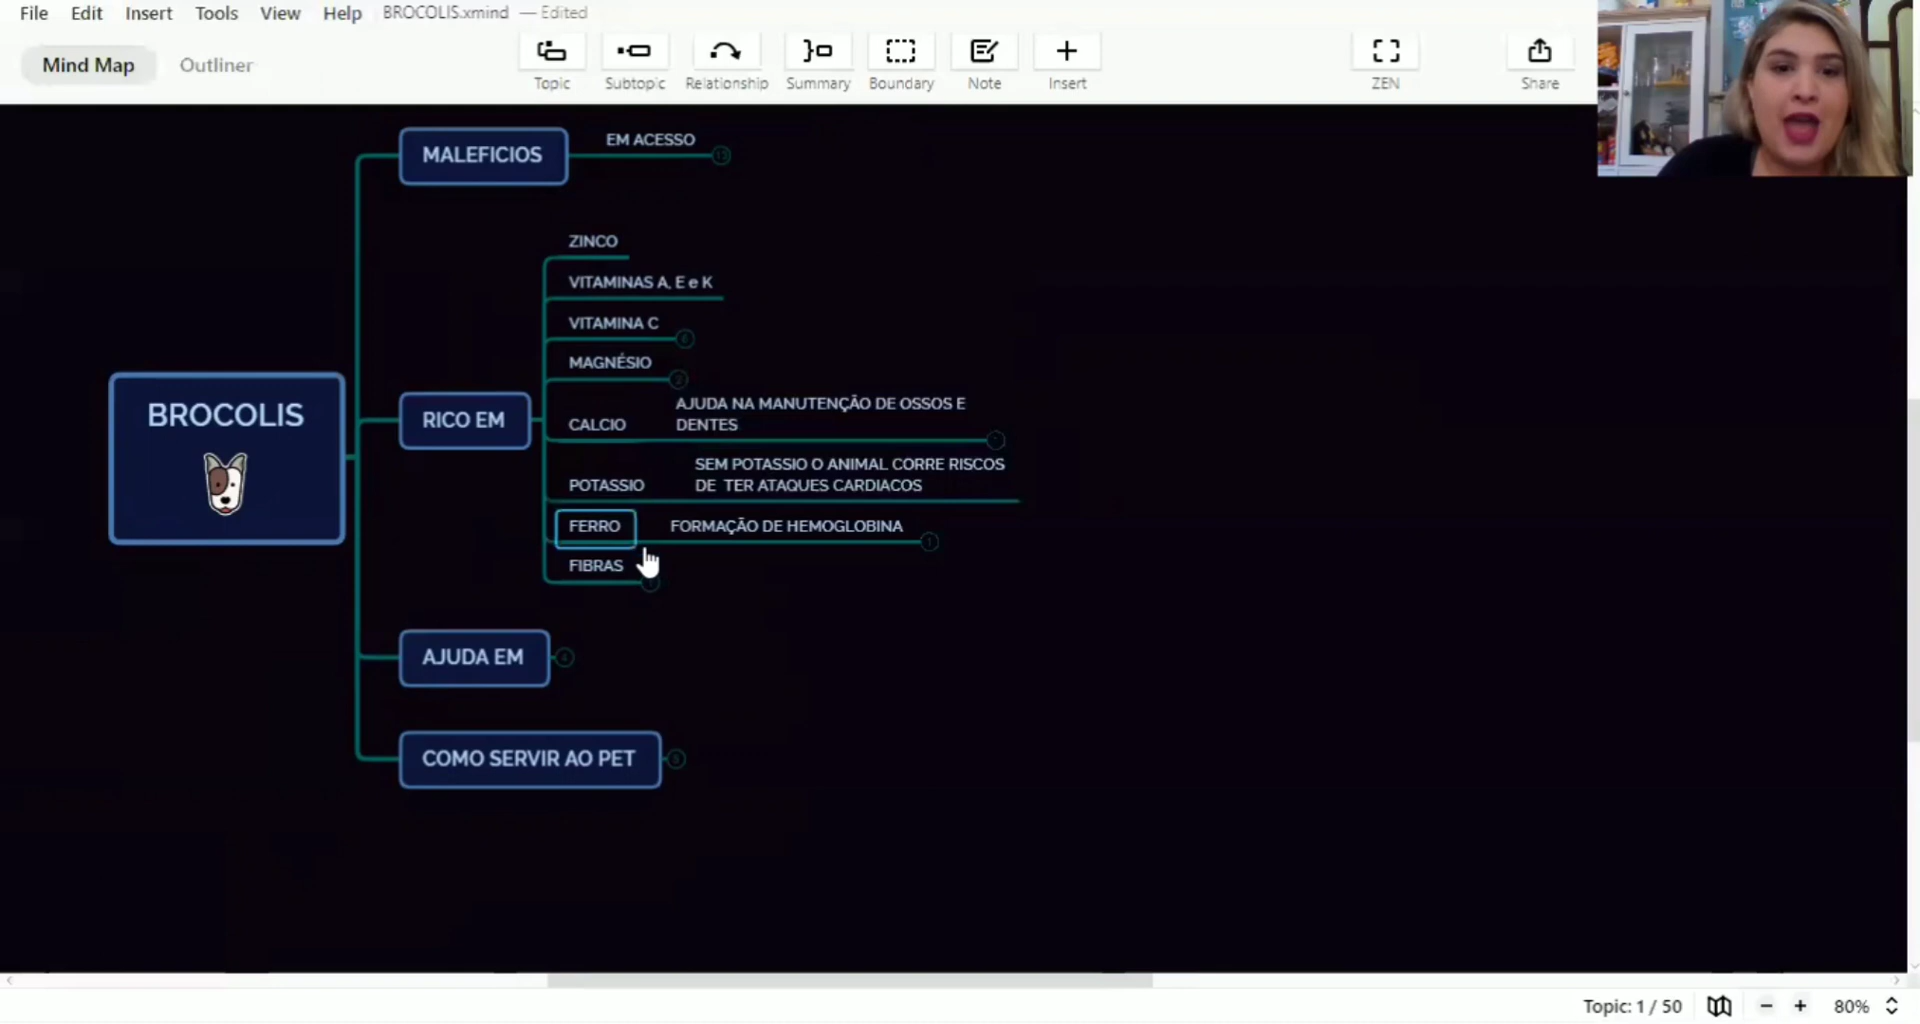 File Edit Insert Tools View Help BROCOLIS.xmind — Edited
Mind Map Outliner
Topic Subtopic Relationship Summary Boundary Note Insert ZEN Share
MALEFICIOS
EM ACESSO
ZINCO
VITAMINAS A, E e K
VITAMINA C
MAGNÉSIO
CALCIO
AJUDA NA MANUTENÇÃO DE OSSOS E
DENTES
BROCOLIS
RICO EM
POTASSIO
SEM POTASSIO O ANIMAL CORRE RISCOS
DE TER ATAQUES CARDIACOS
FERRO
FORMAÇÃO DE HEMOGLOBINA
FIBRAS
AJUDA EM
COMO SERVIR AO PET
Topic: 1 / 50 80%